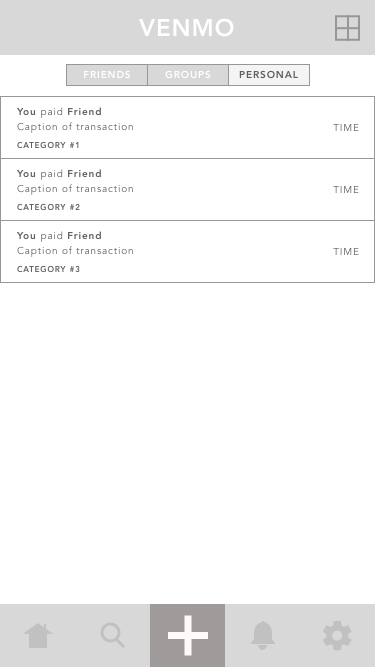 VENMO
FRIENDS GROUPS PERSONAL
You paid Friend
Caption of transaction
TIME
CATEGORY #1
You paid Friend
Caption of transaction
TIME
CATEGORY #2
You paid Friend
Caption of transaction
TIME
CATEGORY #3